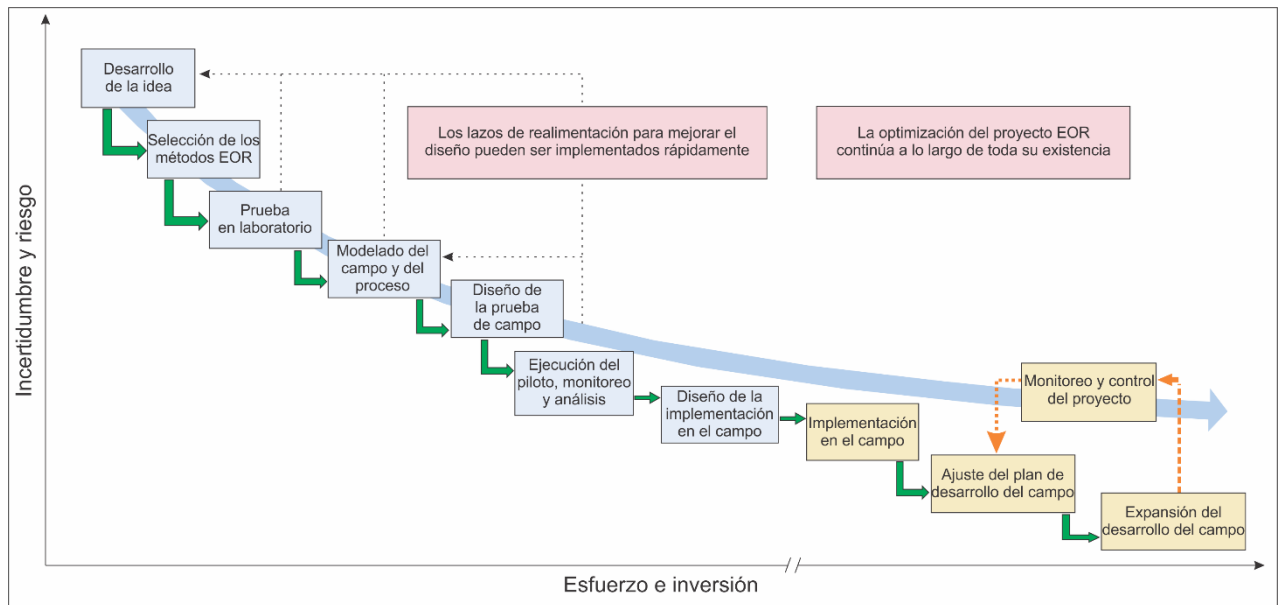 Incertidumbre y riesgo
Desarrollo
de la idea
Selección de los
métodos EOR
Prueba
en laboratorio
Modelado del
campo y del
proceso
Diseño de
la prueba
de campo
Ejecución del
piloto, monitoreo
y análisis
Diseño de la
implementación
en el campo
Implementación
en el campo
Ajuste del plan de
desarrollo del campo
Expansión del
desarrollo del campo
Monitoreo y control
del proyecto
Los lazos de realimentación para mejorar el
diseño pueden ser implementados rápidamente
La optimización del proyecto EOR
continúa a lo largo de toda su existencia
Esfuerzo e inversión